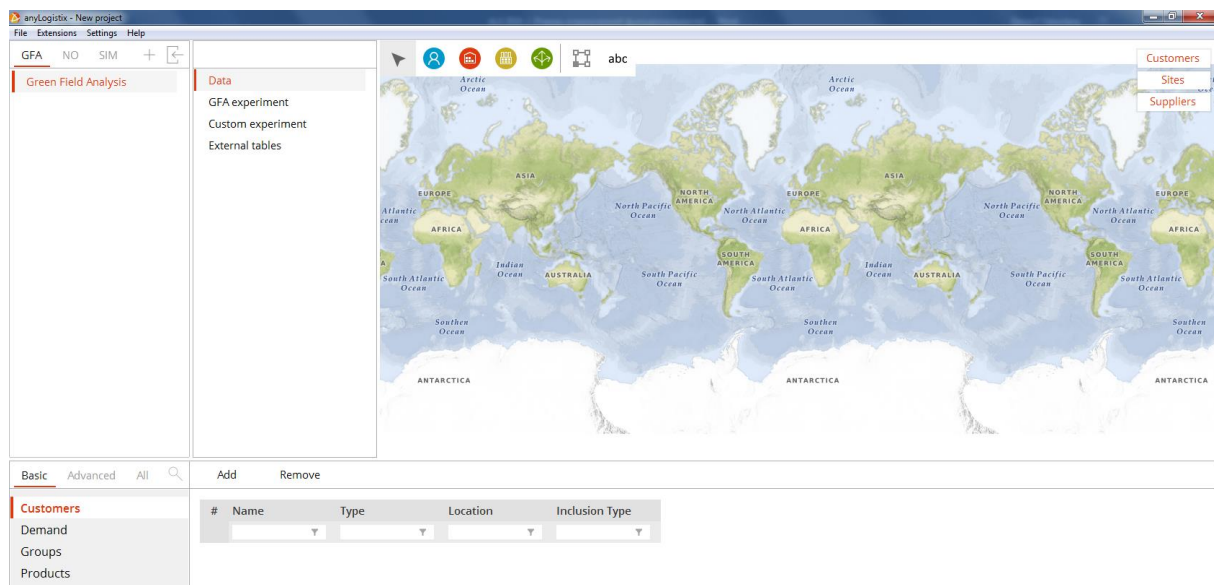 anyLogistix - New project
File Extensions Settings Help
GFA NO SIM
Green Field Analysis
Data
GFA experiment
Custom experiment
External tables
abc
Customers
Sites
Suppliers
Arctic
Ocean
Arctic
Ocean
ASIA
ASIA
EUROPE
NORTH
AMERICA
EUROPE
NORTH
AMERICA
EUROPE
North Pacific
Ocean
North Atlantic
Ocean
North Pacific
Ocean
North Atlantic
Ocean
Atlantic
AFRICA
AFRICA
AFRICA
SOUTH
AMERICA
SOUTH
AMERICA
Indian
Ocean
AUSTRALIA
Indian
Ocean
AUSTRALIA
South Atlantic
Ocean
South Pacific
Ocean
South Atlantic
Ocean
South Pacific
Ocean
South Atlantic
Ocean
Southen
Ocean
Southen
Ocean
Southen
Ocean
ANTARCTICA
ANTARCTICA
ANTARCTICA
Basic Advanced All
Add Remove
Customers
Demand
Groups
Products
# Name Type Location Inclusion Type